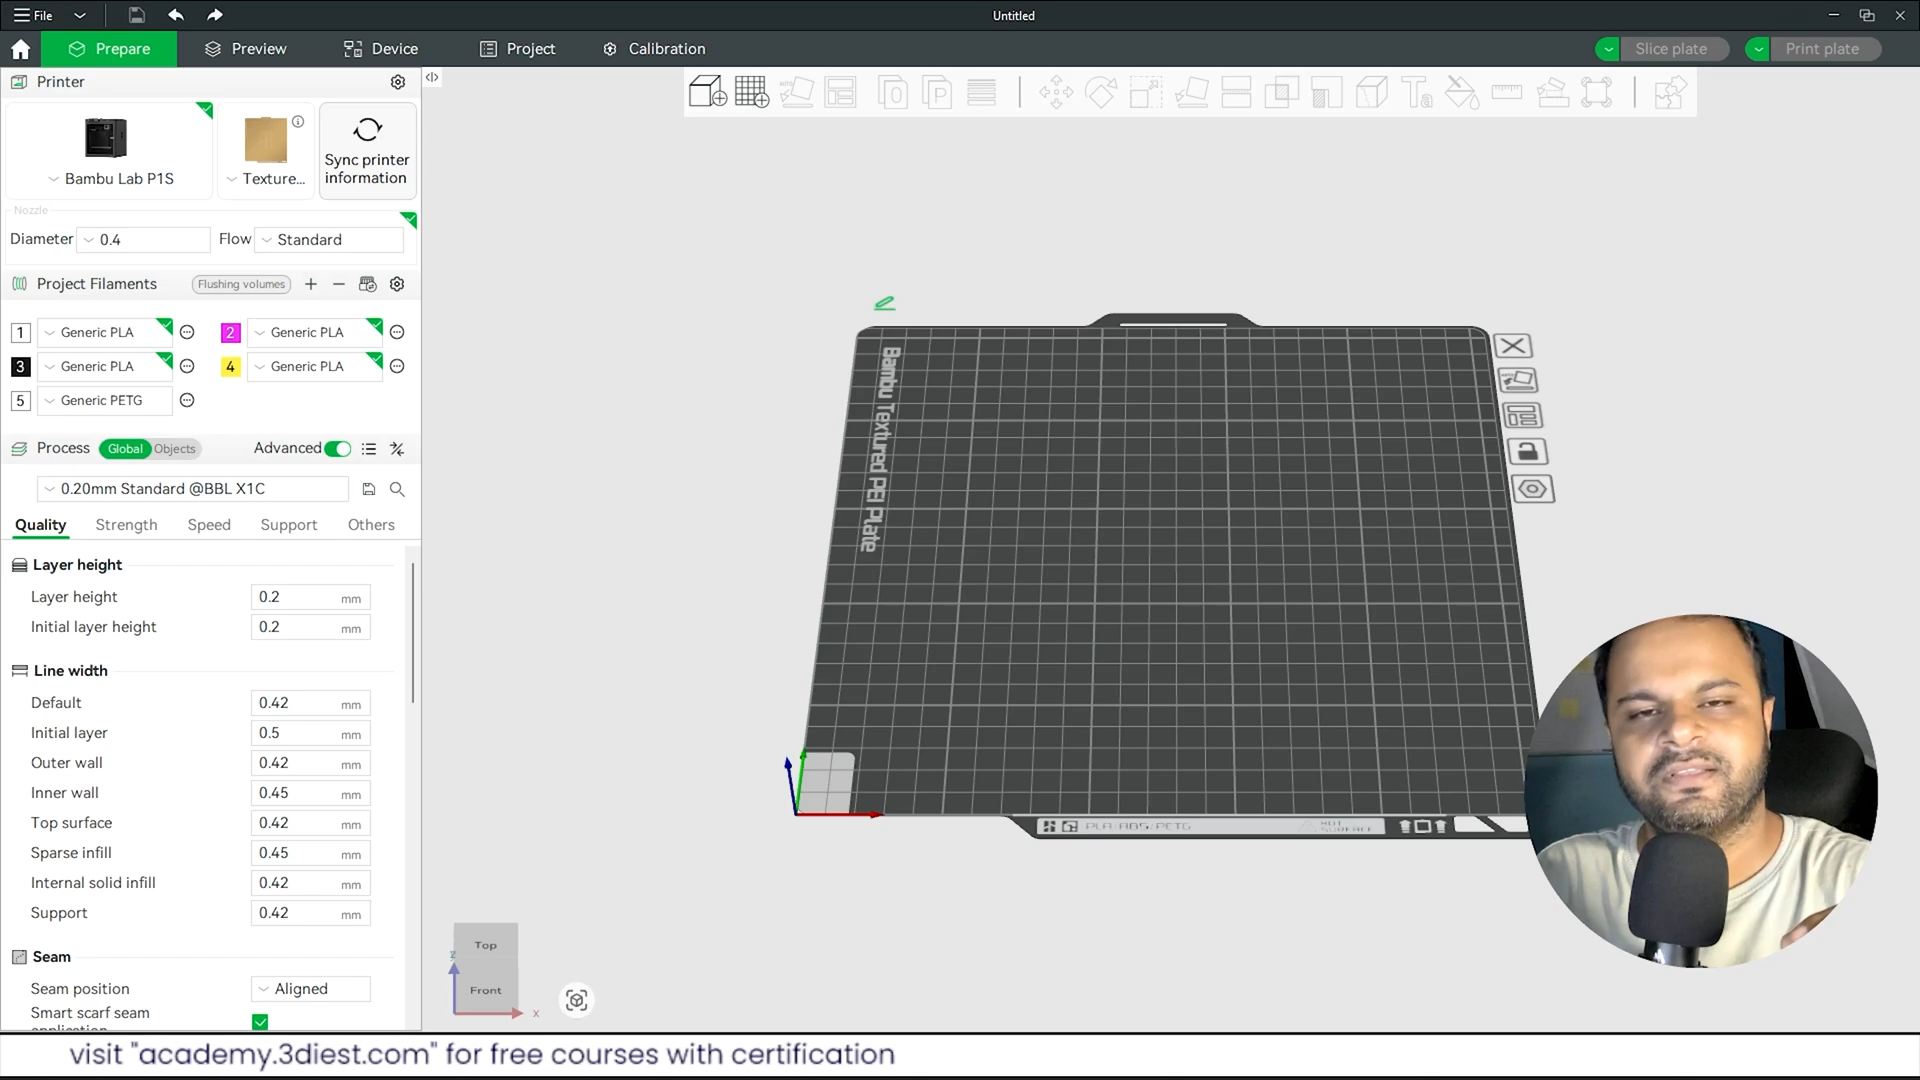 File
Untitled
Prepare
Preview
Device
Project
Calibration
Slice plate
Print plate
Printer
Bambu Lab P1S
Texture...
Sync printer
information
Nozzle
Diameter
0.4
Flow
Standard
Project Filaments
Flushing volumes
1
Generic PLA
2
Generic PLA
3
Generic PLA
4
Generic PLA
5
Generic PETG
Process
Global
Objects
Advanced
0.20mm Standard @BBL X1C
Quality
Strength
Speed
Support
Others
Layer height
Layer height 0.2 mm
Initial layer height 0.2 mm
Line width
Default 0.42 mm
Initial layer 0.5 mm
Outer wall 0.42 mm
Inner wall 0.45 mm
Top surface 0.42 mm
Sparse infill 0.45 mm
Internal solid infill 0.42 mm
Support 0.42 mm
Seam
Seam position Aligned
Smart scarf seam
application
Bambu Textured PEI Plate
PLA/ABS/PETG
HOT
SURFACE
Top
Front
z
x
visit "academy.3diest.com" for free courses with certification